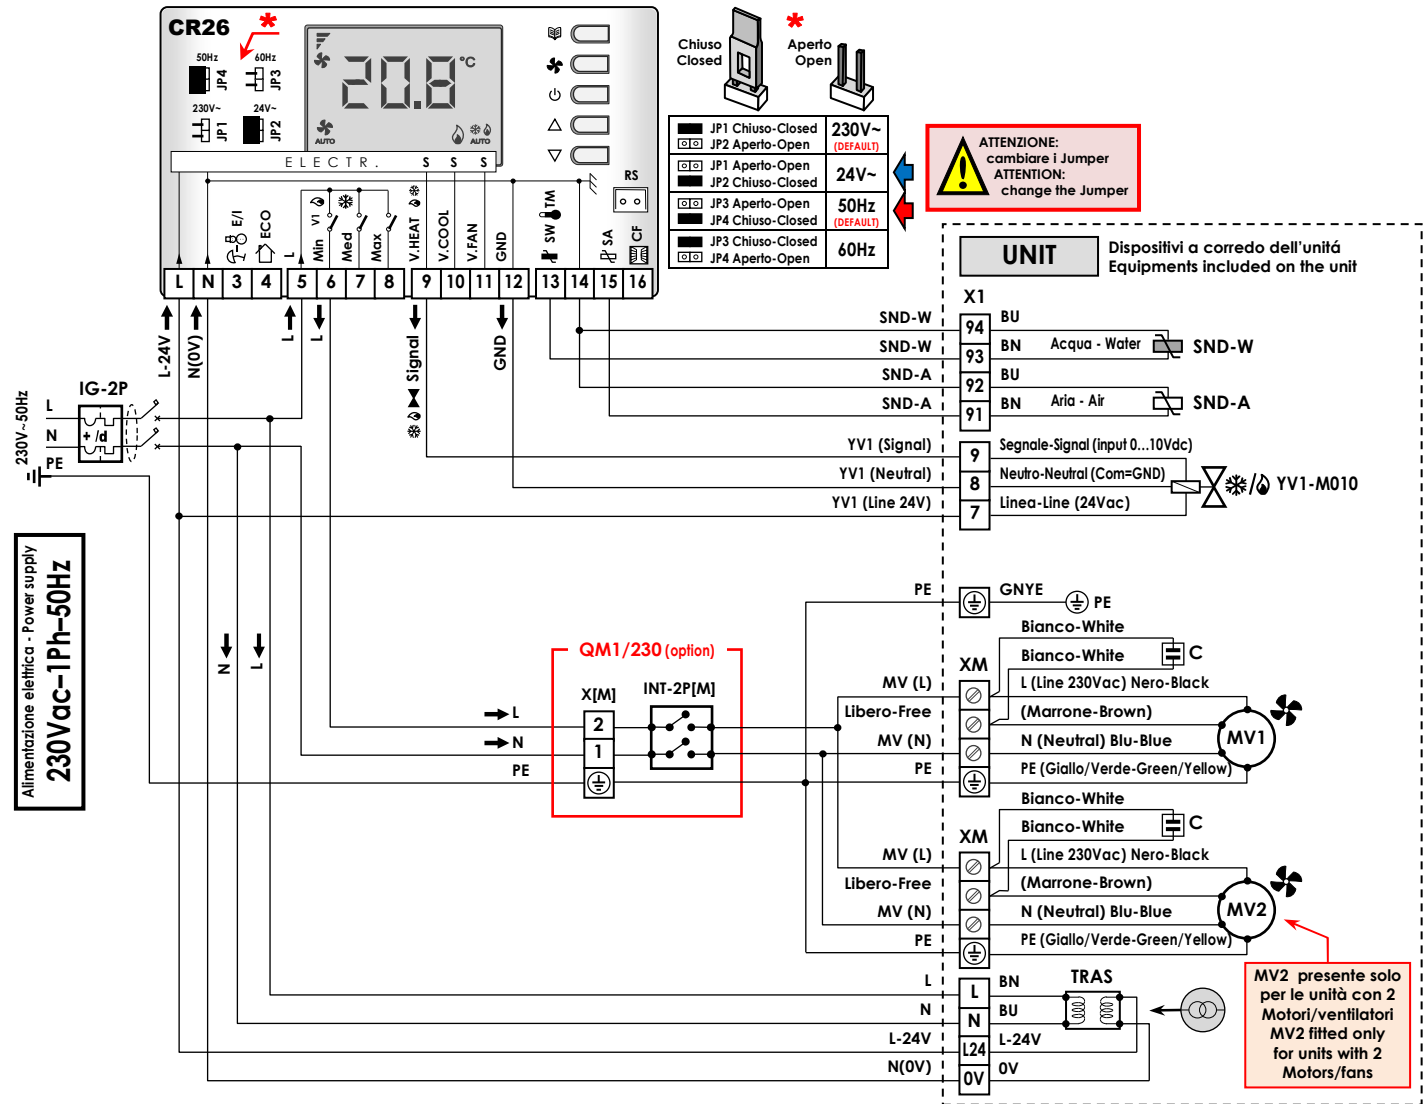 CR26
*
50Hz
60Hz
JP4
JP3
230V~
24V~
JP1
JP2
20.8
°C
AUTO
AUTO
ELECTR.
S S S
E/I
ECO
L
Min V1
Med
Max
V.HEAT
V.COOL
V.FAN
GND
SW TM
SA
RS
CF
L N 3 4 5 6 7 8 9 10 11 12 13 14 15 16
Chiuso
Closed
*
Aperto
Open
JP1 Chiuso-Closed
JP2 Aperto-Open
230V~
(DEFAULT)
JP1 Aperto-Open
JP2 Chiuso-Closed
24V~
JP3 Aperto-Open
JP4 Chiuso-Closed
50Hz
(DEFAULT)
JP3 Chiuso-Closed
JP4 Aperto-Open
60Hz
ATTENZIONE:
cambiare i Jumper
ATTENTION:
change the Jumper
UNIT
Dispositivi a corredo dell'unitá
Equipments included on the unit
L-24V
N(0V)
L
L
Signal
GND
IG-2P
230V~50Hz
L
N
PE
+ /d
X1
SND-W
94
BU
SND-W
93
BN
Acqua - Water
SND-W
SND-A
92
BU
SND-A
91
BN
Aria - Air
SND-A
YV1 (Signal)
9
Segnale-Signal (input 0...10Vdc)
YV1 (Neutral)
8
Neutro-Neutral (Com=GND)
YV1-M010
YV1 (Line 24V)
7
Linea-Line (24Vac)
Alimentazione elettrica - Power supply
230Vac-1Ph-50Hz
N
L
PE
GNYE
PE
QM1/230 (option)
X[M]
INT-2P[M]
L
2
N
1
PE
XM
Bianco-White
Bianco-White
C
MV (L)
L (Line 230Vac) Nero-Black
Libero-Free
(Marrone-Brown)
MV1
MV (N)
N (Neutral) Blu-Blue
PE
PE (Giallo/Verde-Green/Yellow)
XM
Bianco-White
Bianco-White
C
MV (L)
L (Line 230Vac) Nero-Black
Libero-Free
(Marrone-Brown)
MV2
MV (N)
N (Neutral) Blu-Blue
PE
PE (Giallo/Verde-Green/Yellow)
L
L
BN
TRAS
N
N
BU
L-24V
L24
L-24V
N(0V)
0V
0V
MV2 presente solo
per le unità con 2
Motori/ventilatori
MV2 fitted only
for units with 2
Motors/fans